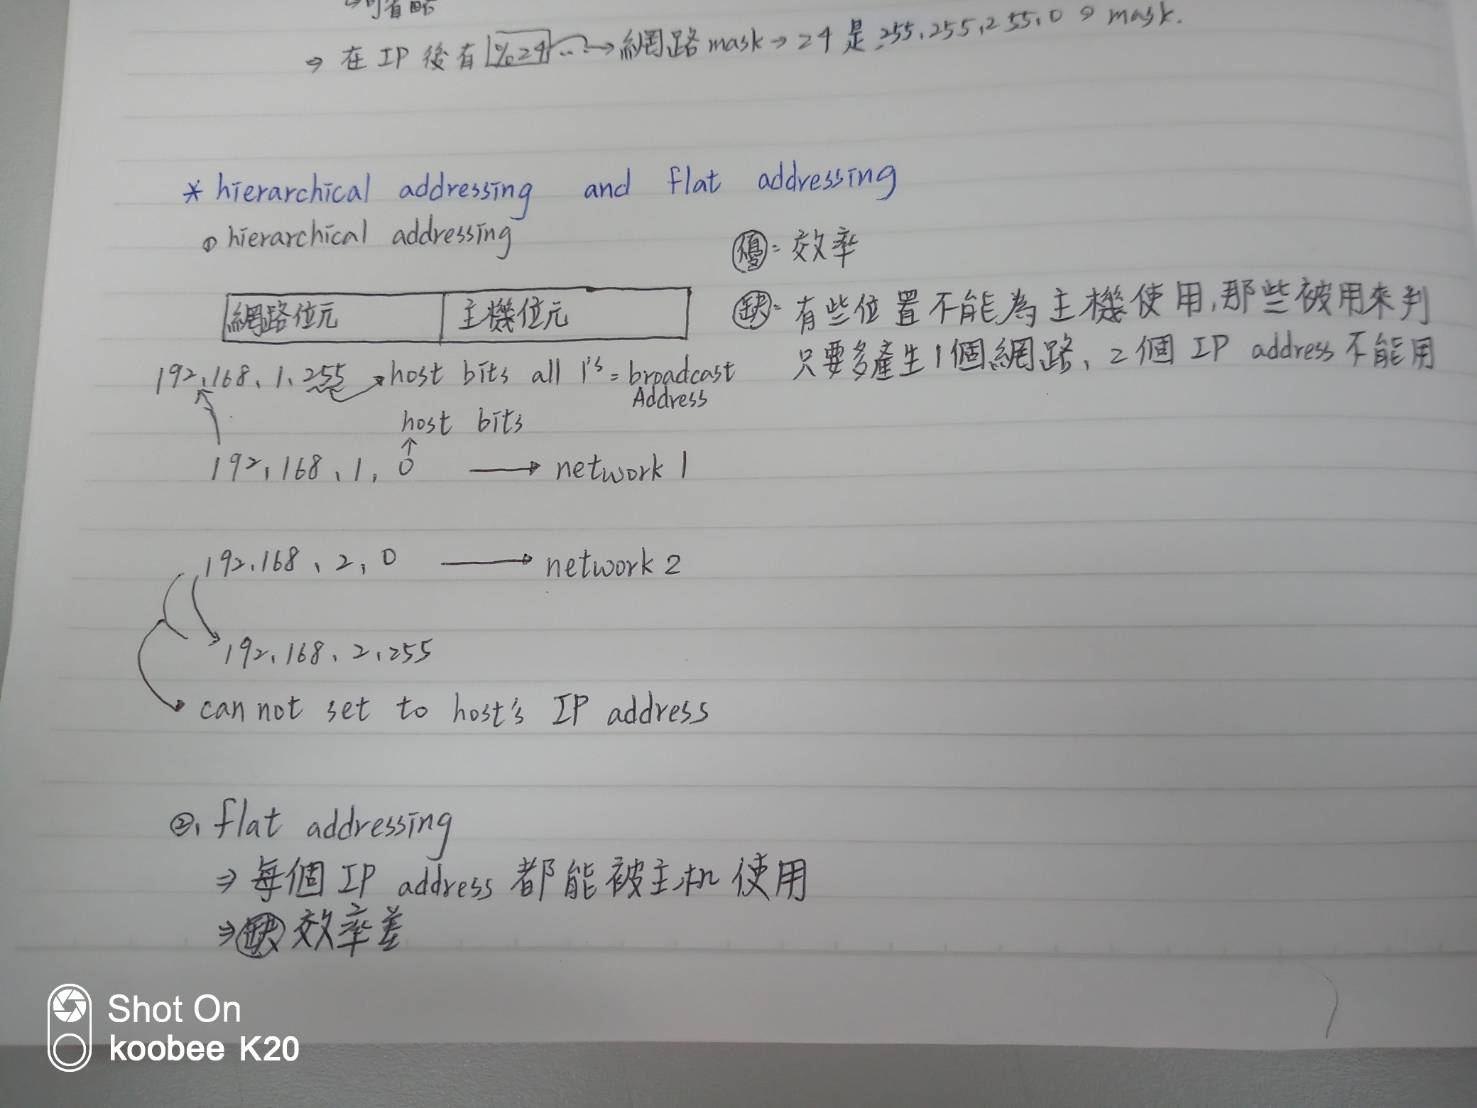 可省略
⇒ 在 IP 後有 %24 ‥ → 網路 mask → 24 是 255.255.255.0 の mask.
* hierarchical addressing and flat addressing
① hierarchical addressing
優: 效率
網路位元 主機位元
缺: 有些位置不能為主機使用,那些被用來判
只要多產生1個網路、2個 IP address 不能用
192.168.1.255 → host bits all 1's = broadcast
Address
host bits
↑
192.168.1.0 → network 1
192.168.2.0 → network 2
192.168.2.255
can not set to host's IP address
②. flat addressing
⇒ 每個 IP address 都能被主机使用
⇒ 缺 效率差
Shot On
koobee K20